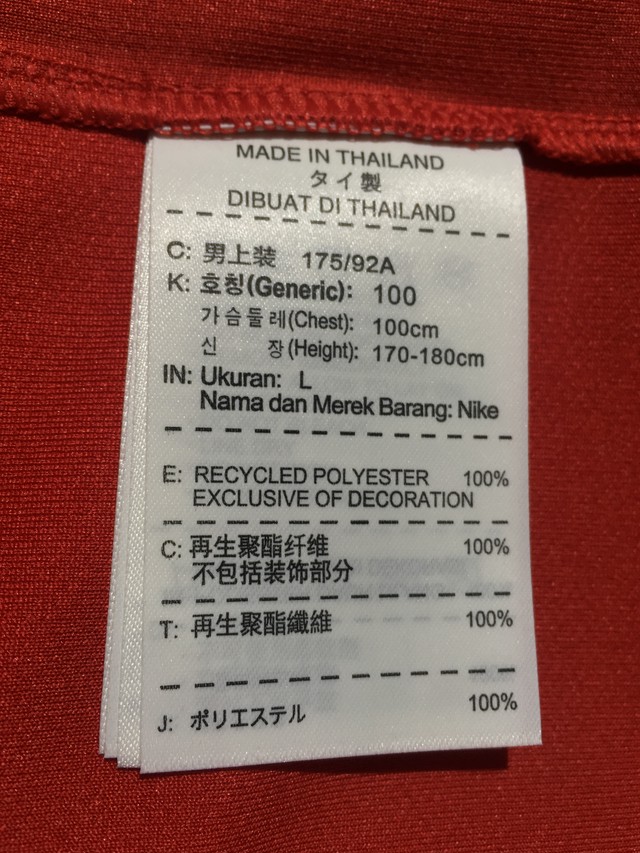 MADE IN THAILAND
タイ製
DIBUAT DI THAILAND
C: 男上装 175/92A
K: 호칭(Generic): 100
가슴둘레(Chest): 100cm
신 장(Height): 170-180cm
IN: Ukuran: L
Nama dan Merek Barang: Nike
E: RECYCLED POLYESTER 100%
EXCLUSIVE OF DECORATION
C: 再生聚酯纤维 100%
不包括装饰部分
T: 再生聚酯纖維 100%
J: ポリエステル 100%